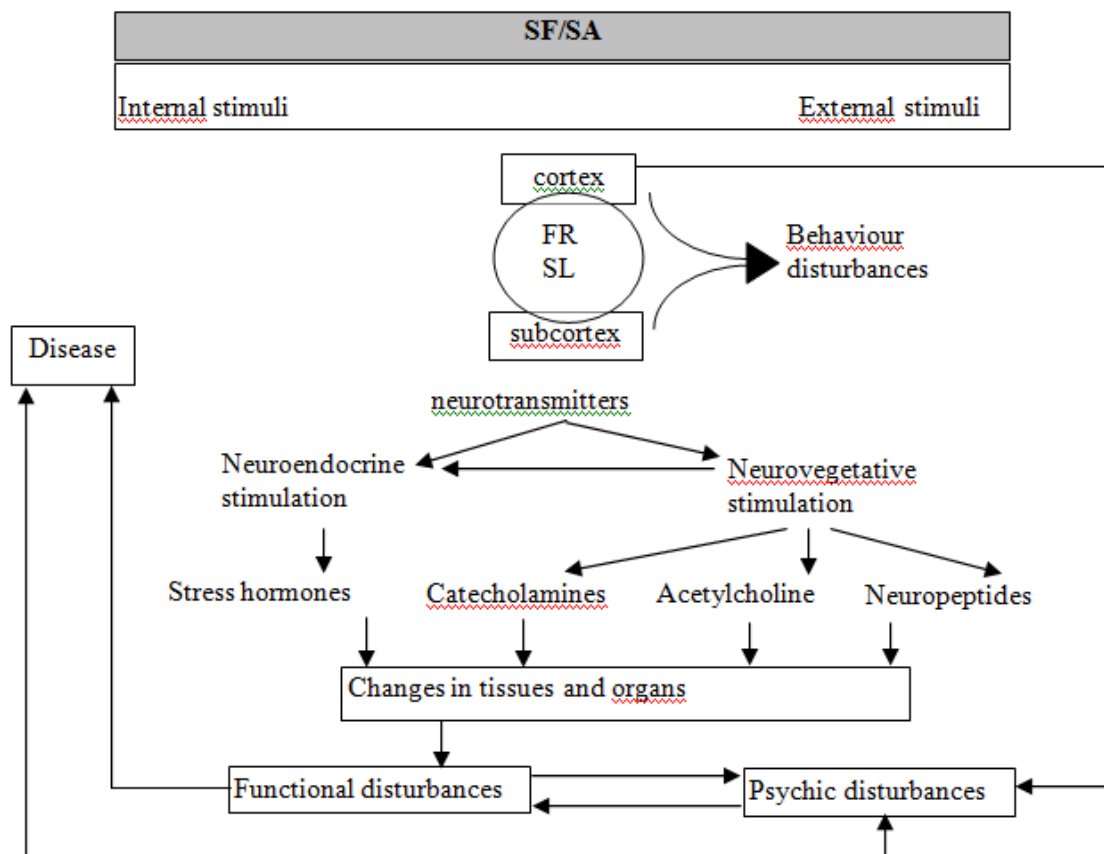 SF/SA
Internal stimuli External stimuli
cortex
FR
SL
Behaviour
disturbances
subcortex
Disease
neurotransmitters
Neuroendocrine
stimulation
Neurovegetative
stimulation
Stress hormones
Catecholamines
Acetylcholine
Neuropeptides
Changes in tissues and organs
Functional disturbances
Psychic disturbances